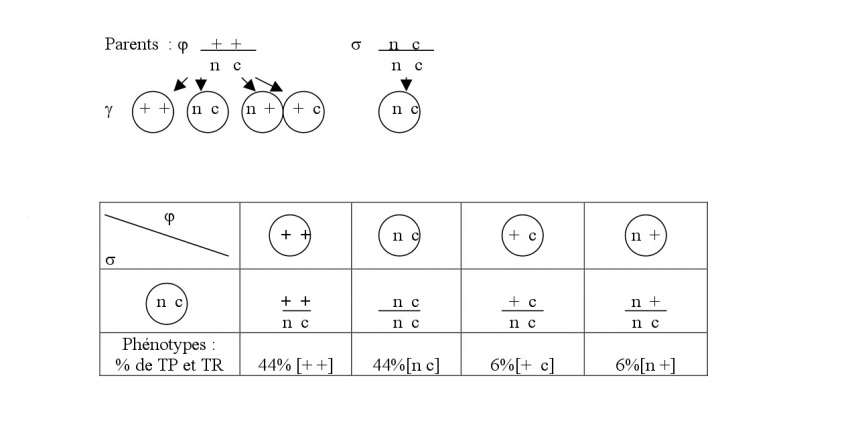 Parents : φ + + σ n c
n c n c
γ + + n c n + + c n c
φ
σ
+ + n c + c n +
n c
+ + n c + c n +
n c n c n c n c
Phénotypes :
% de TP et TR 44% [+ +] 44%[n c] 6%[+ c] 6%[n +]